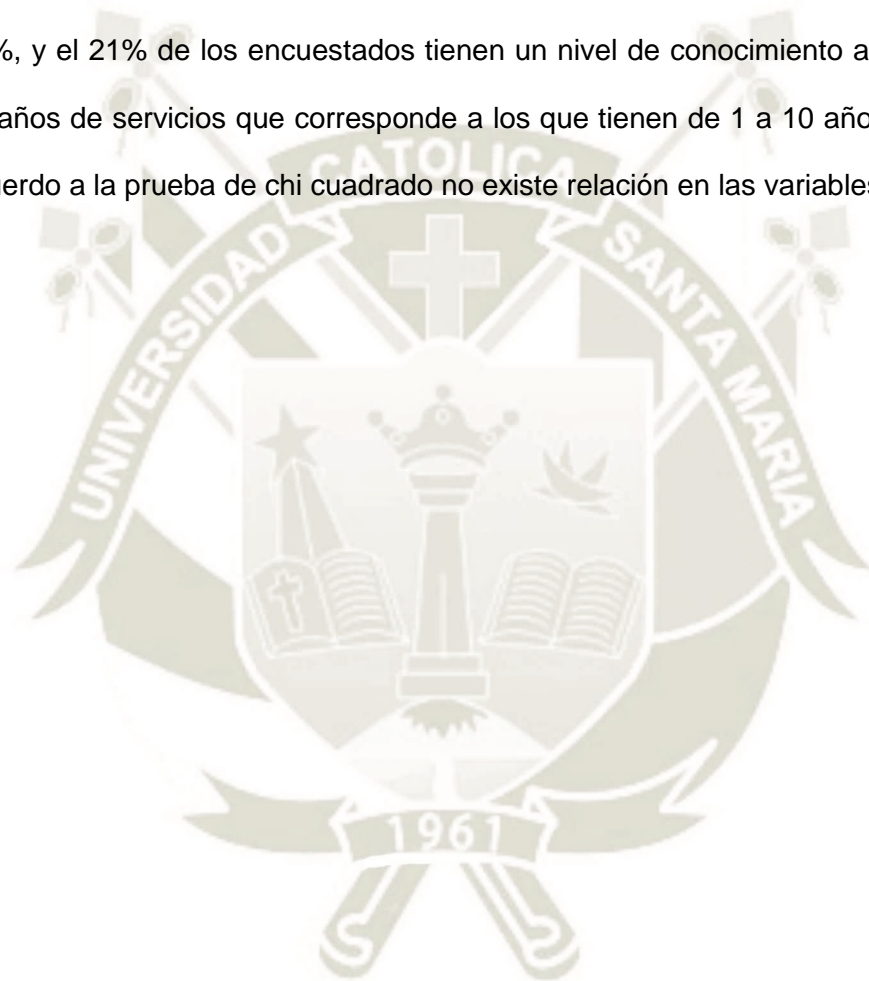 %, y el 21% de los encuestados tienen un nivel de conocimiento a
años de servicios que corresponde a los que tienen de 1 a 10 año
uerdo a la prueba de chi cuadrado no existe relación en las variables
UNIVERSIDAD CATOLICA SANTA MARIA
1961